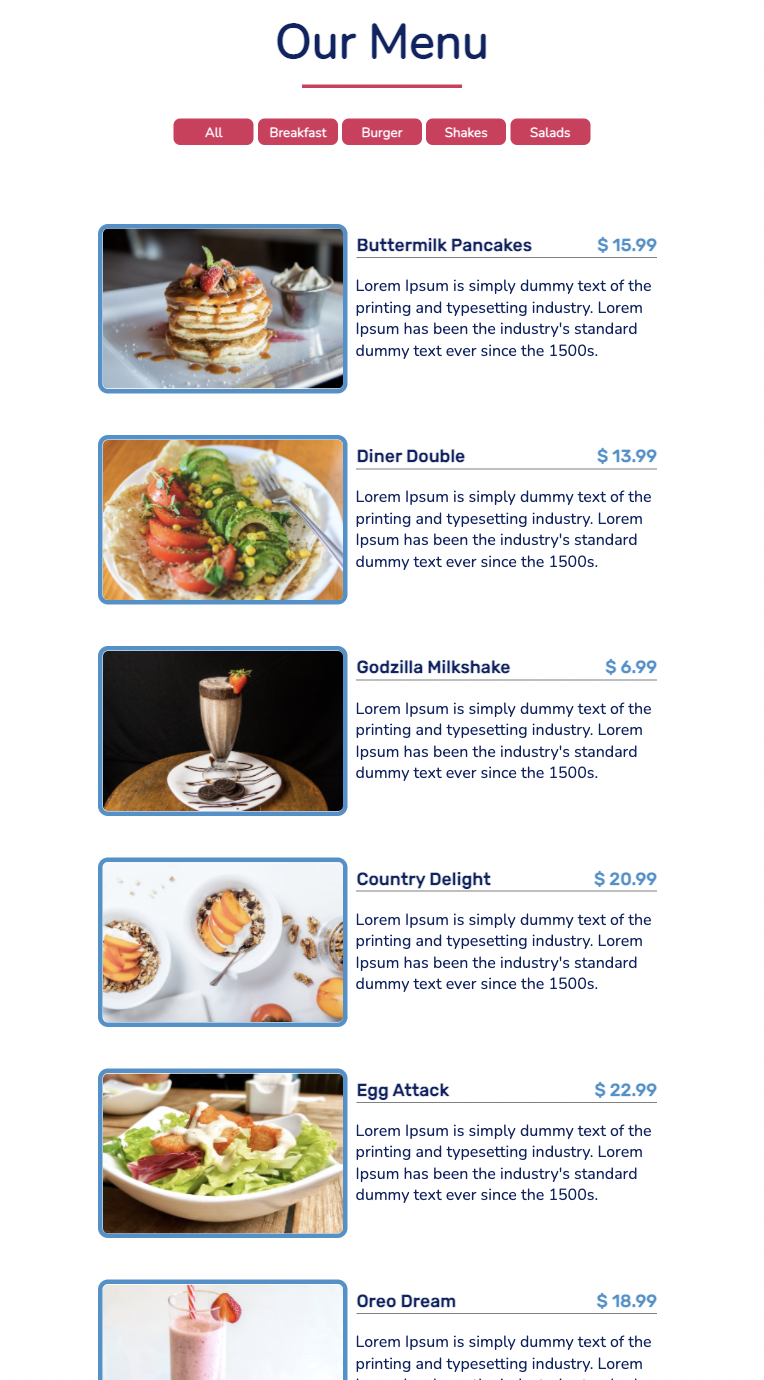 Our Menu
All Breakfast Burger Shakes Salads
Buttermilk Pancakes $ 15.99
Lorem Ipsum is simply dummy text of the
printing and typesetting industry. Lorem
Ipsum has been the industry's standard
dummy text ever since the 1500s.
Diner Double $ 13.99
Lorem Ipsum is simply dummy text of the
printing and typesetting industry. Lorem
Ipsum has been the industry's standard
dummy text ever since the 1500s.
Godzilla Milkshake $ 6.99
Lorem Ipsum is simply dummy text of the
printing and typesetting industry. Lorem
Ipsum has been the industry's standard
dummy text ever since the 1500s.
Country Delight $ 20.99
Lorem Ipsum is simply dummy text of the
printing and typesetting industry. Lorem
Ipsum has been the industry's standard
dummy text ever since the 1500s.
Egg Attack $ 22.99
Lorem Ipsum is simply dummy text of the
printing and typesetting industry. Lorem
Ipsum has been the industry's standard
dummy text ever since the 1500s.
Oreo Dream $ 18.99
Lorem Ipsum is simply dummy text of the
printing and typesetting industry. Lorem